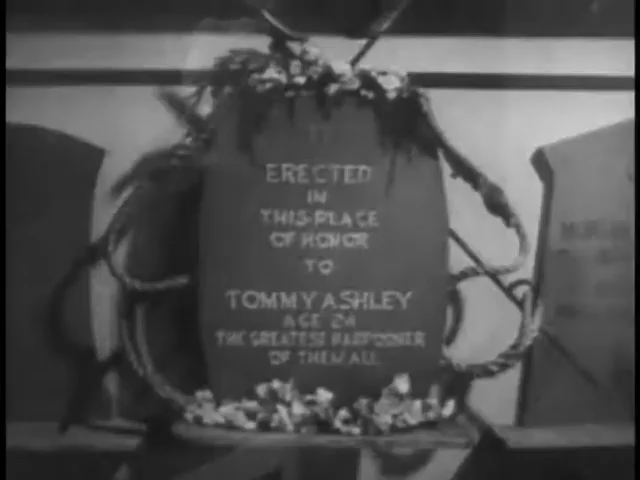 ERECTED
IN
THIS PLACE
OF HONOR
TO
TOMMY ASHLEY
AGE 24
THE GREATEST HARPOONER
OF THEM ALL